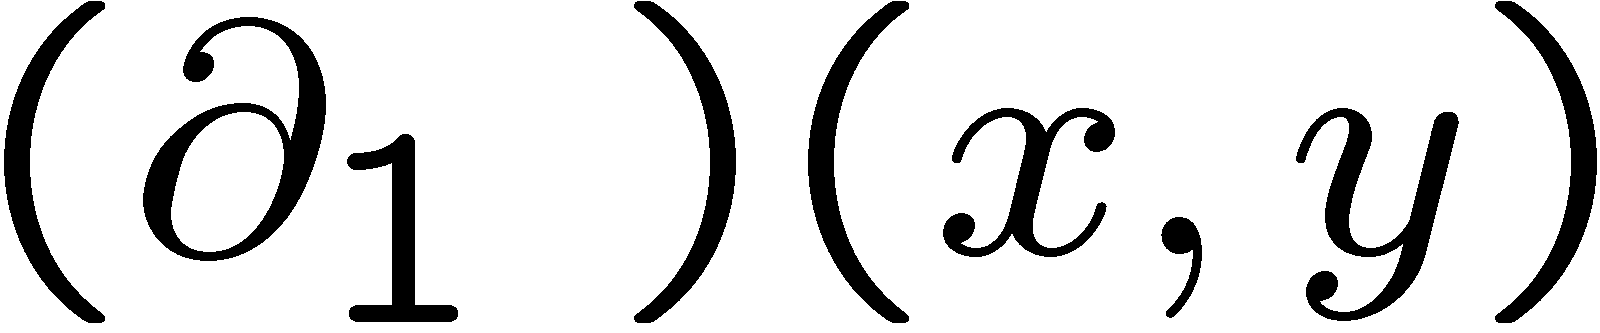 (∂₁ )(x, y)